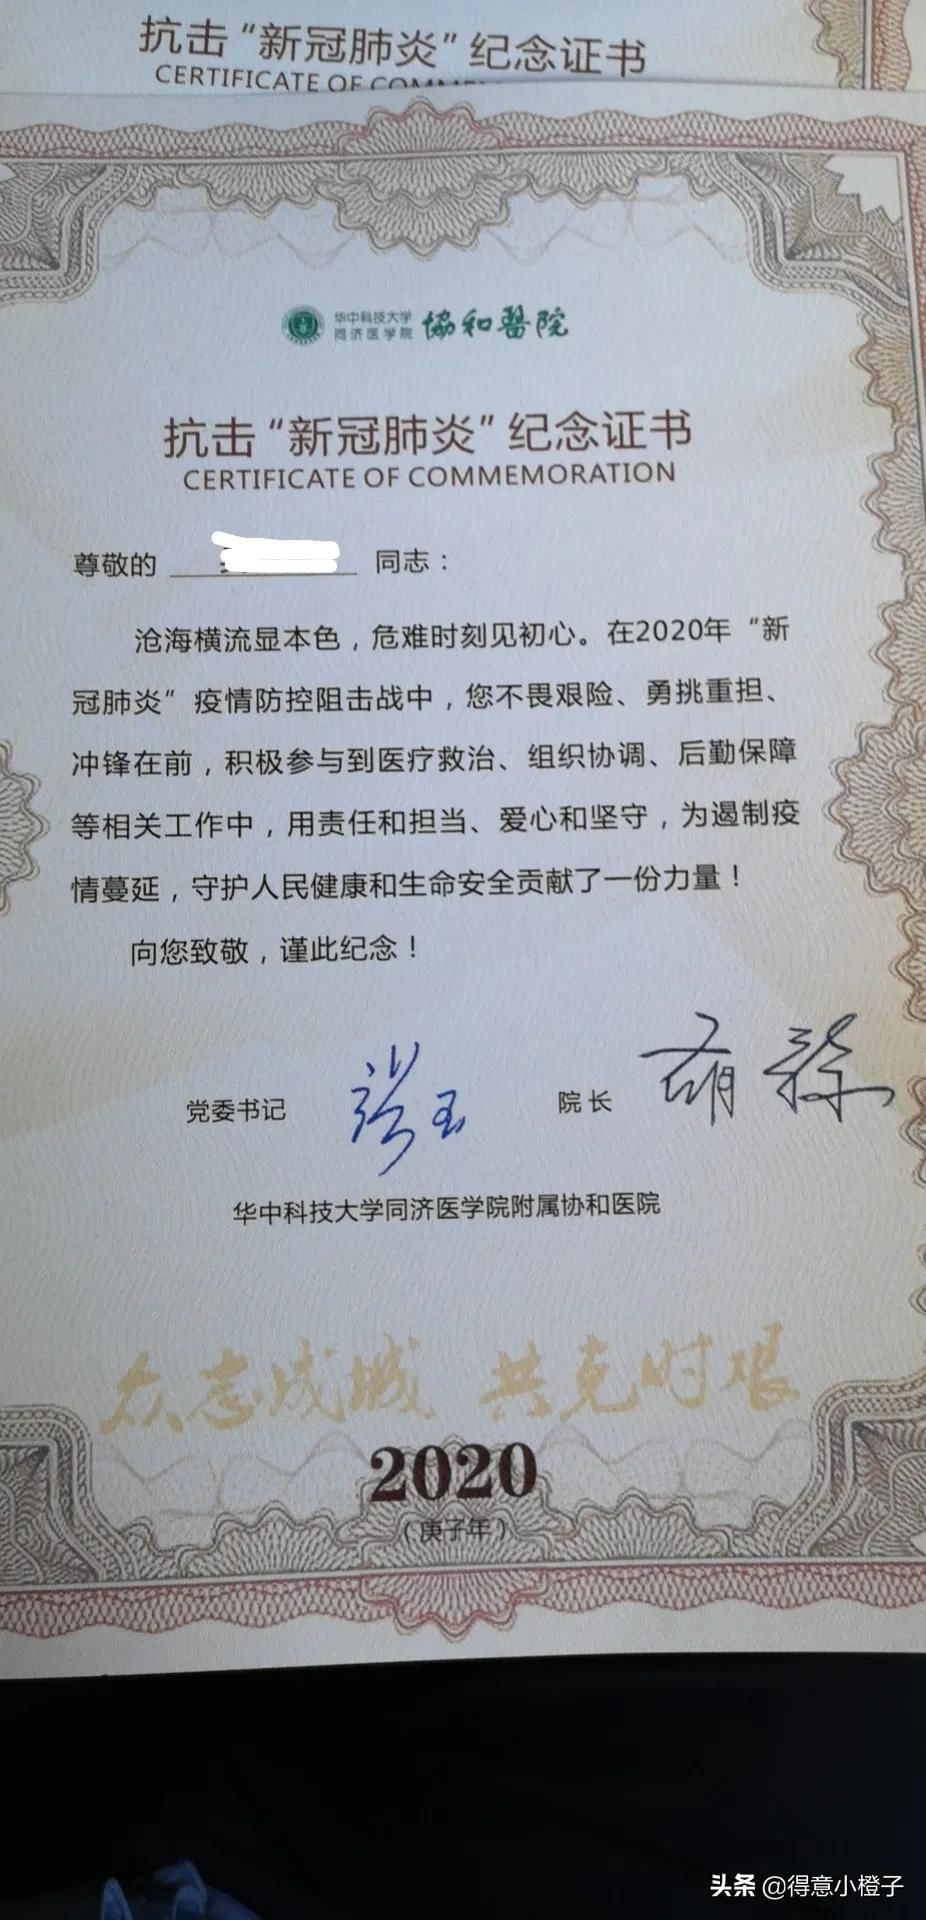 抗击“新冠肺炎”纪念证书
CERTIFICATE OF COMME
华中科技大学
同济医学院
協和醫院
抗击“新冠肺炎”纪念证书
CERTIFICATE OF COMMEMORATION
尊敬的 同志：
沧海横流显本色，危难时刻见初心。在2020年“新
冠肺炎”疫情防控阻击战中，您不畏艰险、勇挑重担、
冲锋在前，积极参与到医疗救治、组织协调、后勤保障
等相关工作中，用责任和担当、爱心和坚守，为遏制疫
情蔓延，守护人民健康和生命安全贡献了一份力量！
向您致敬，谨此纪念！
党委书记 张玉 院长
华中科技大学同济医学院附属协和医院
众志成城 共克时艰
2020
（庚子年）
头条 @得意小橙子